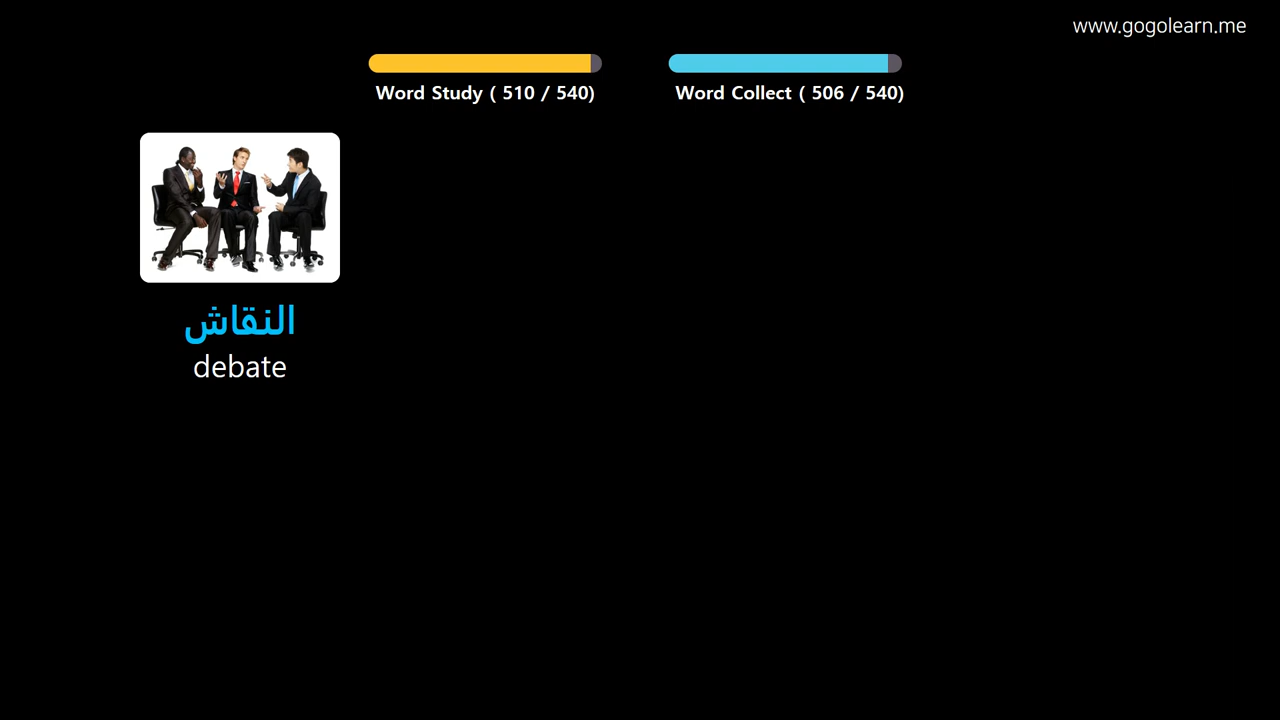 www.gogolearn.me
Word Study ( 510 / 540)
Word Collect ( 506 / 540)
النقاش
debate